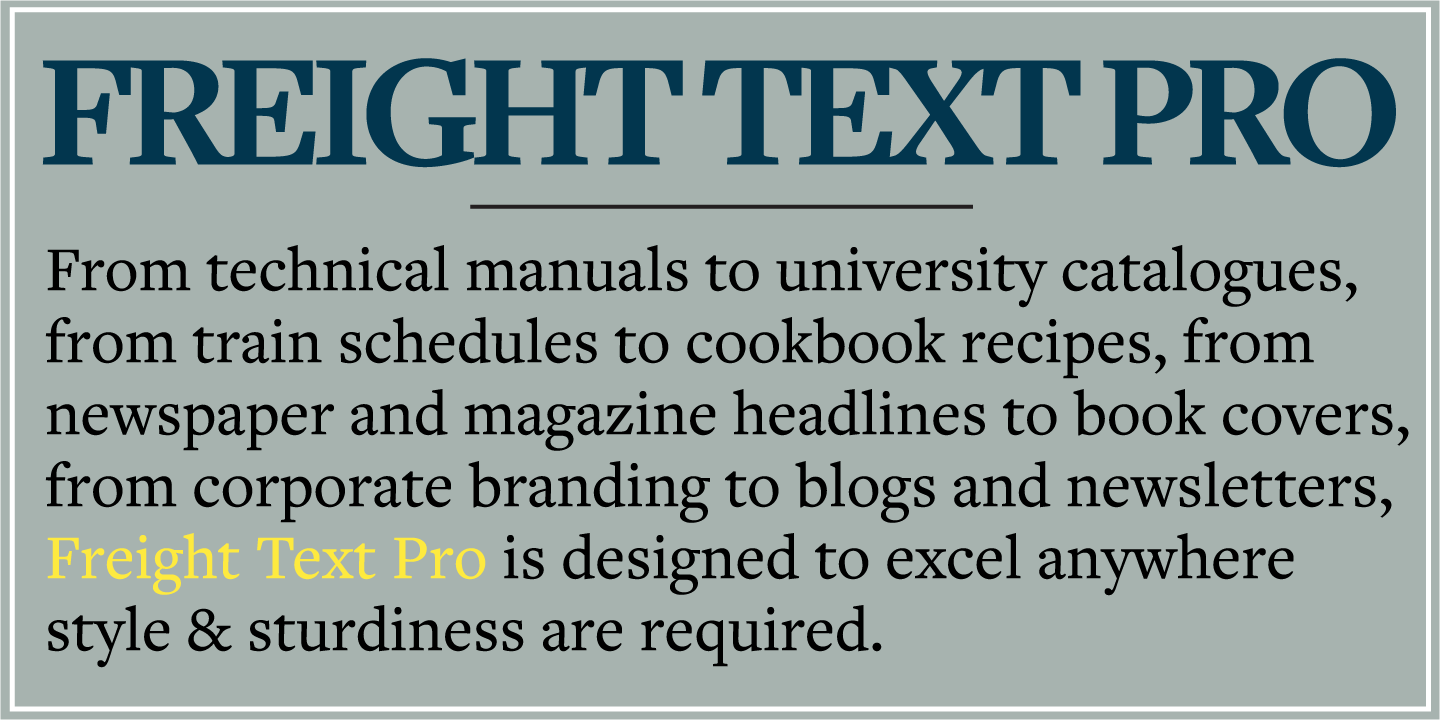 FREIGHT TEXT PRO
From technical manuals to university catalogues,
from train schedules to cookbook recipes, from
newspaper and magazine headlines to book covers,
from corporate branding to blogs and newsletters,
Freight Text Pro is designed to excel anywhere
style & sturdiness are required.